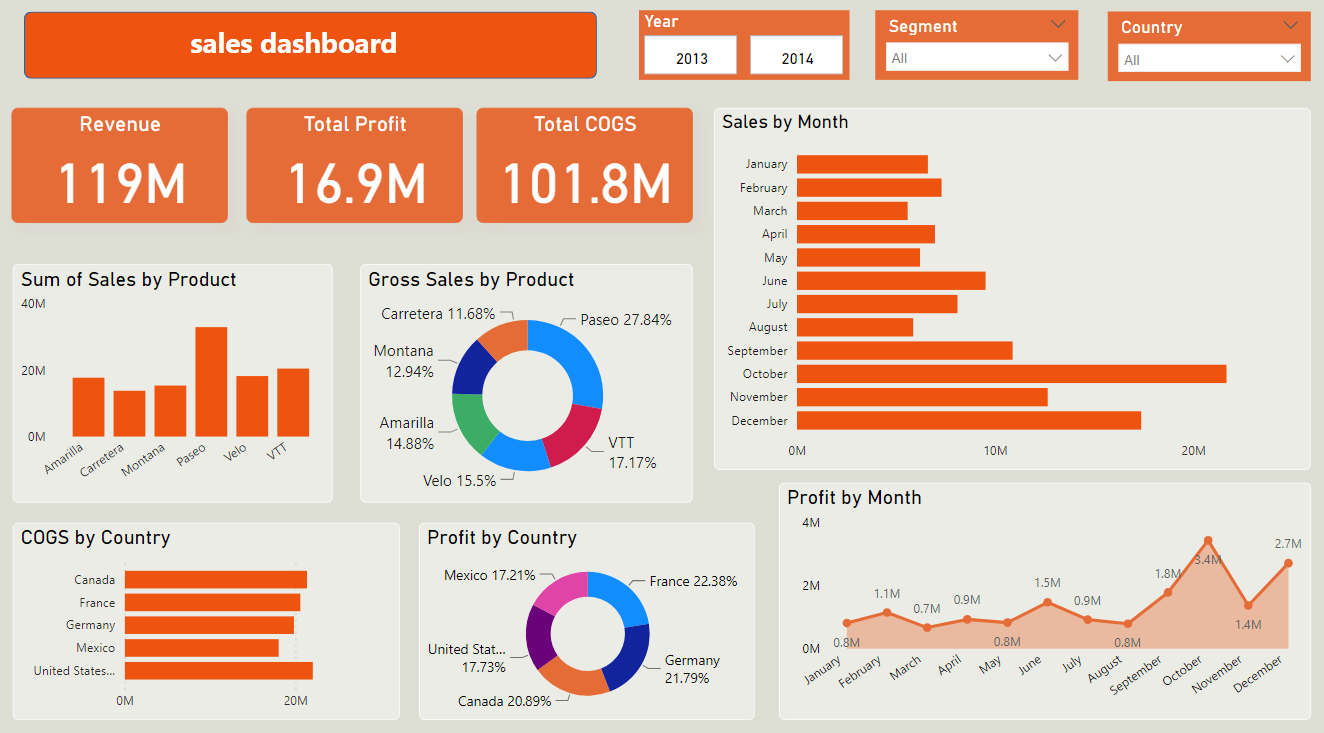 sales dashboard
Year
2013
2014
Segment
All
Country
All
Revenue
119M
Total Profit
16.9M
Total COGS
101.8M
Sales by Month
January
February
March
April
May
June
July
August
September
October
November
December
0M
10M
20M
Sum of Sales by Product
40M
20M
0M
Amarilla
Carretera
Montana
Paseo
Velo
VTT
Gross Sales by Product
Carretera 11.68%
Paseo 27.84%
Montana
12.94%
Amarilla
14.88%
VTT
17.17%
Velo 15.5%
COGS by Country
Canada
France
Germany
Mexico
United States...
0M
20M
Profit by Country
Mexico 17.21%
France 22.38%
United Stat...
17.73%
Germany
21.79%
Canada 20.89%
Profit by Month
4M
2M
0M
0.8M
1.1M
0.7M
0.9M
0.8M
1.5M
0.9M
0.8M
1.8M
3.4M
1.4M
2.7M
January
February
March
April
May
June
July
August
September
October
November
December